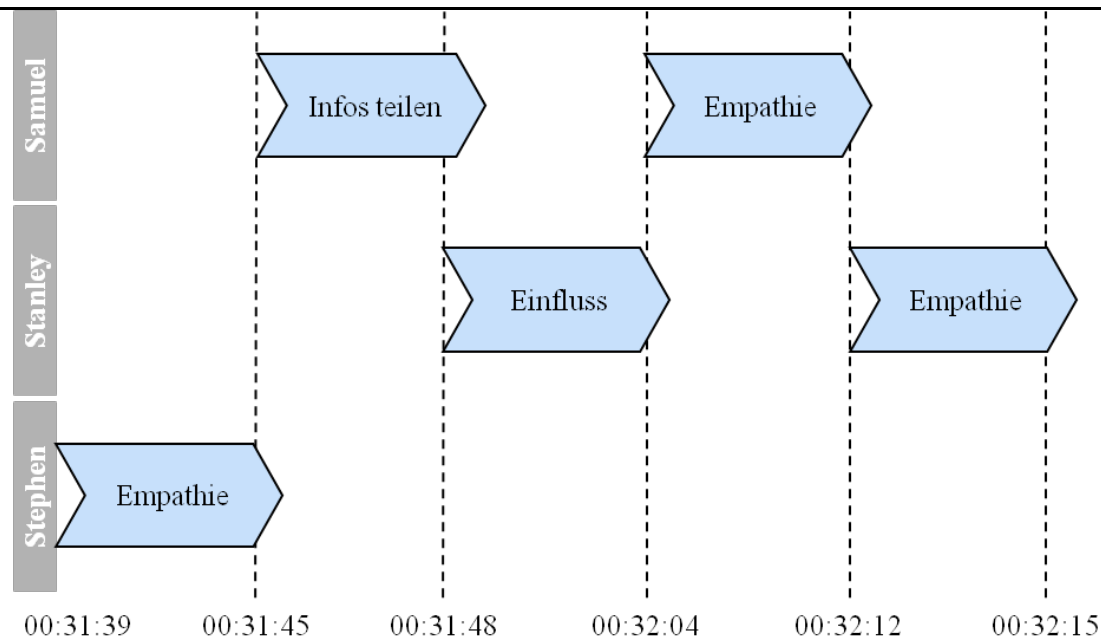 Samuel
Infos teilen
Empathie
Stanley
Einfluss
Empathie
Stephen
Empathie
00:31:39 00:31:45 00:31:48 00:32:04 00:32:12 00:32:15